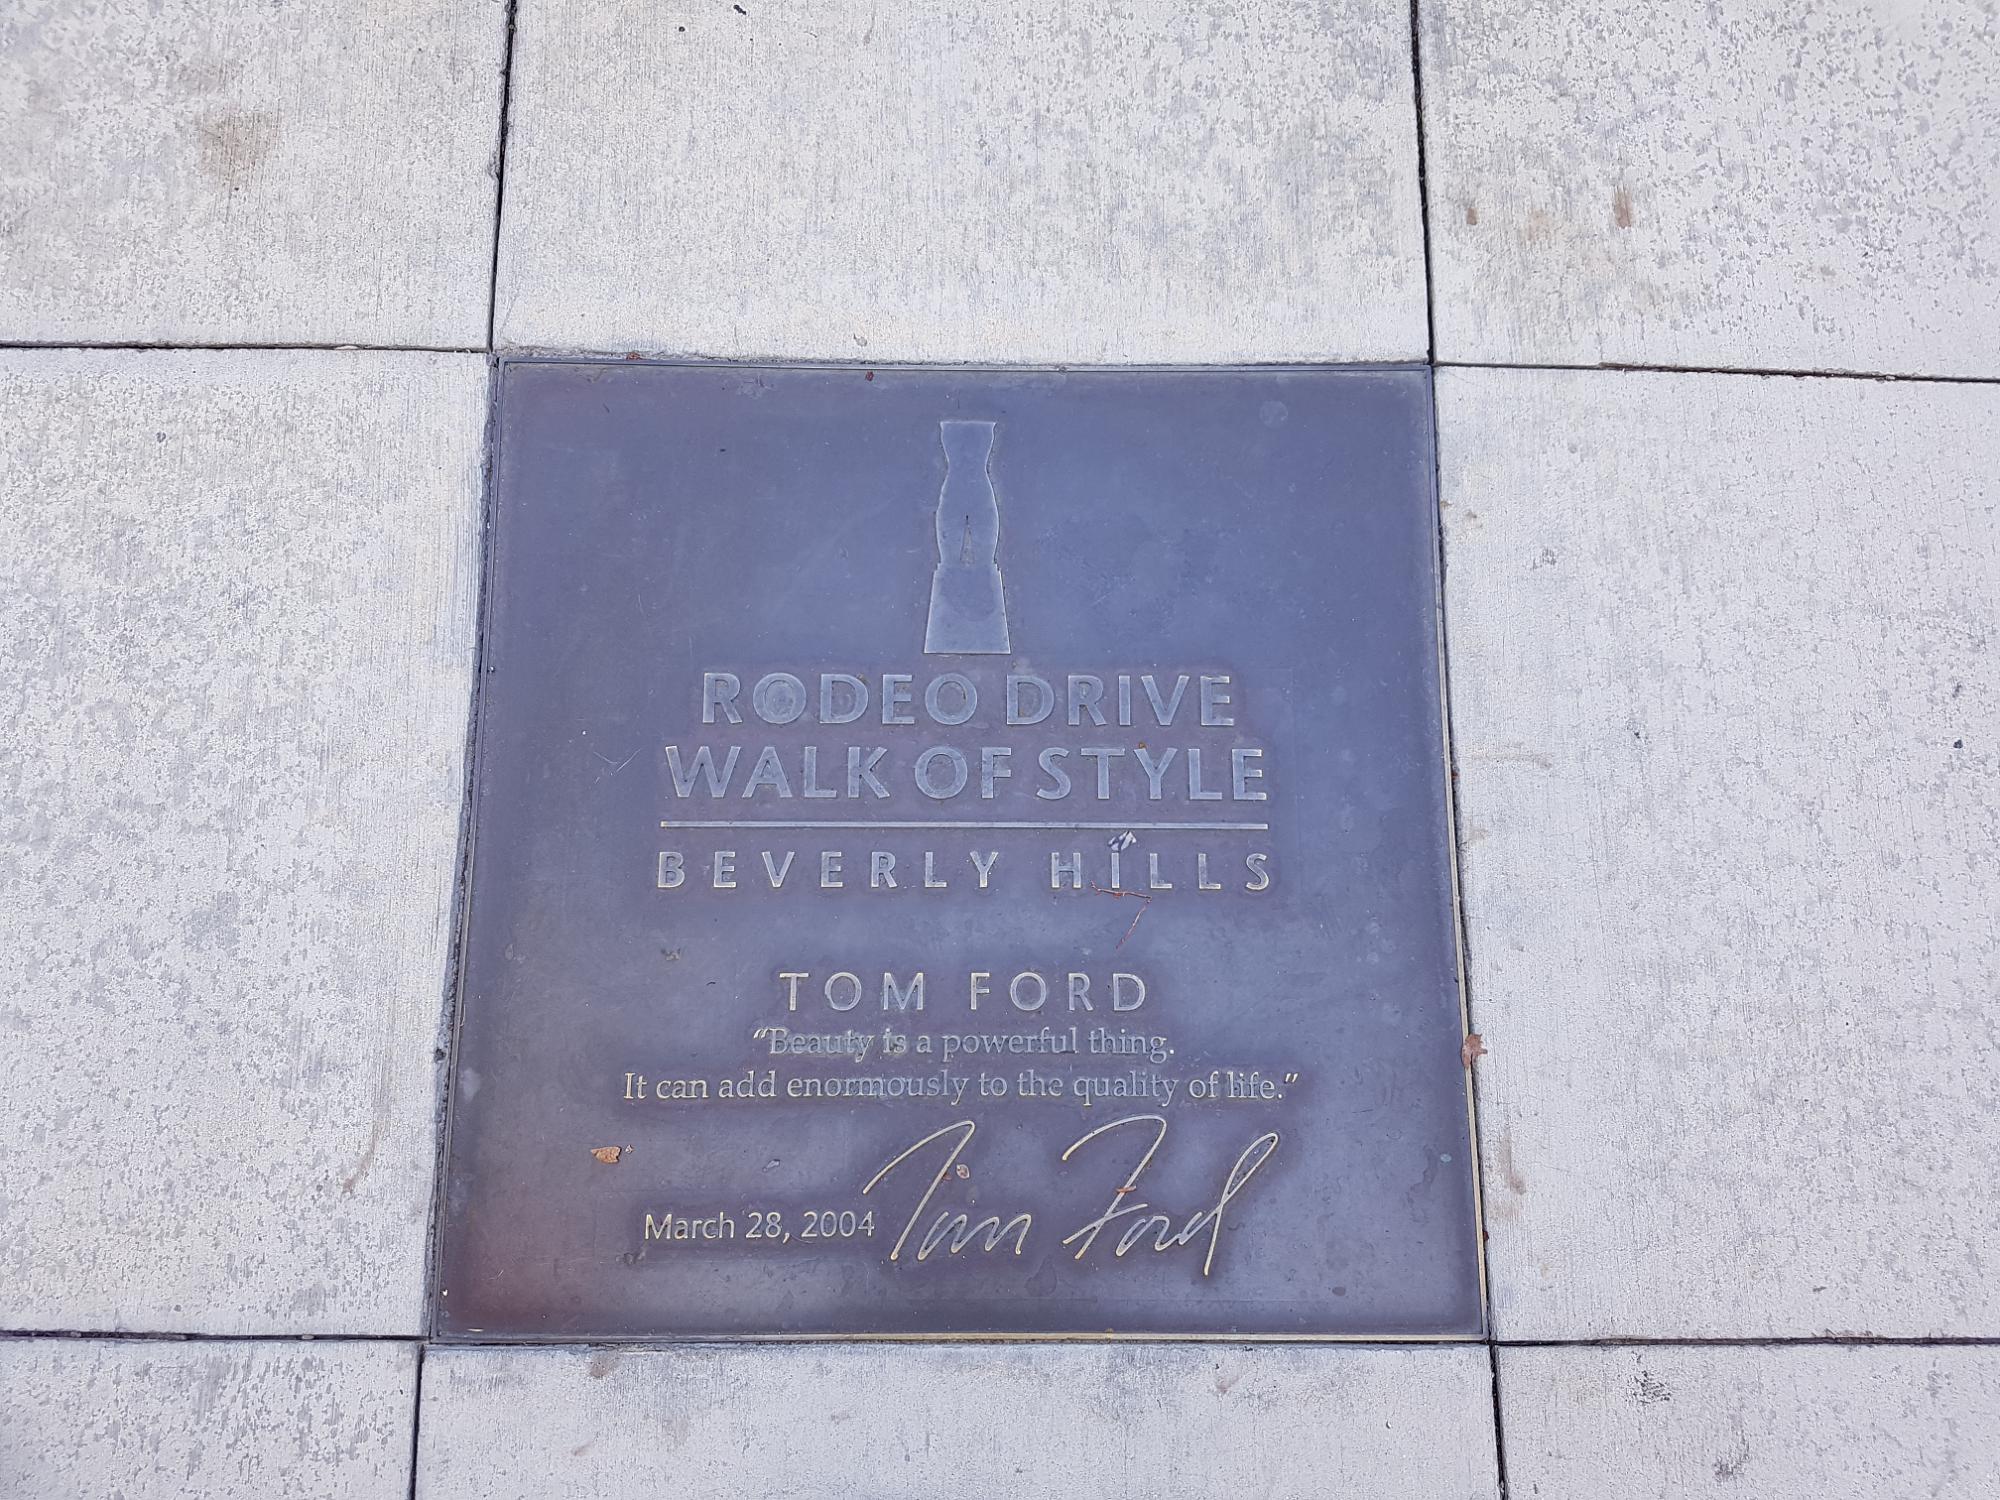 RODEO DRIVE
WALK OF STYLE
BEVERLY HILLS
TOM FORD
“Beauty is a powerful thing.
It can add enormously to the quality of life.”
March 28, 2004 Tom Ford